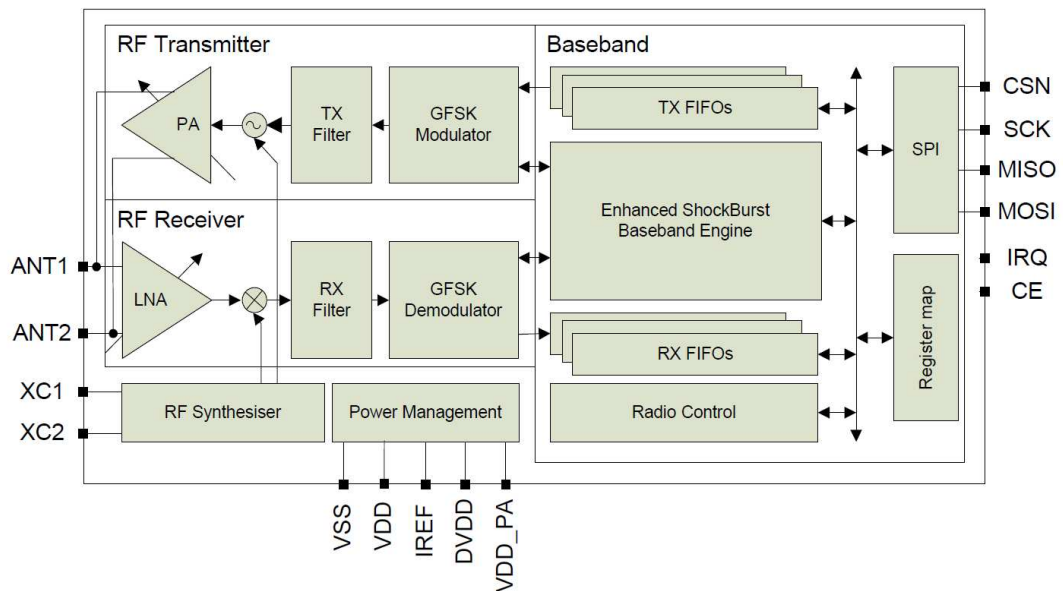 RF Transmitter
Baseband
PA
TX
Filter
GFSK
Modulator
TX FIFOs
SPI
CSN
SCK
MISO
MOSI
Enhanced ShockBurst
Baseband Engine
RF Receiver
ANT1
LNA
RX
Filter
GFSK
Demodulator
IRQ
CE
ANT2
RX FIFOs
Register map
XC1
XC2
RF Synthesiser
Power Management
Radio Control
VSS
VDD
IREF
DVDD
VDD_PA